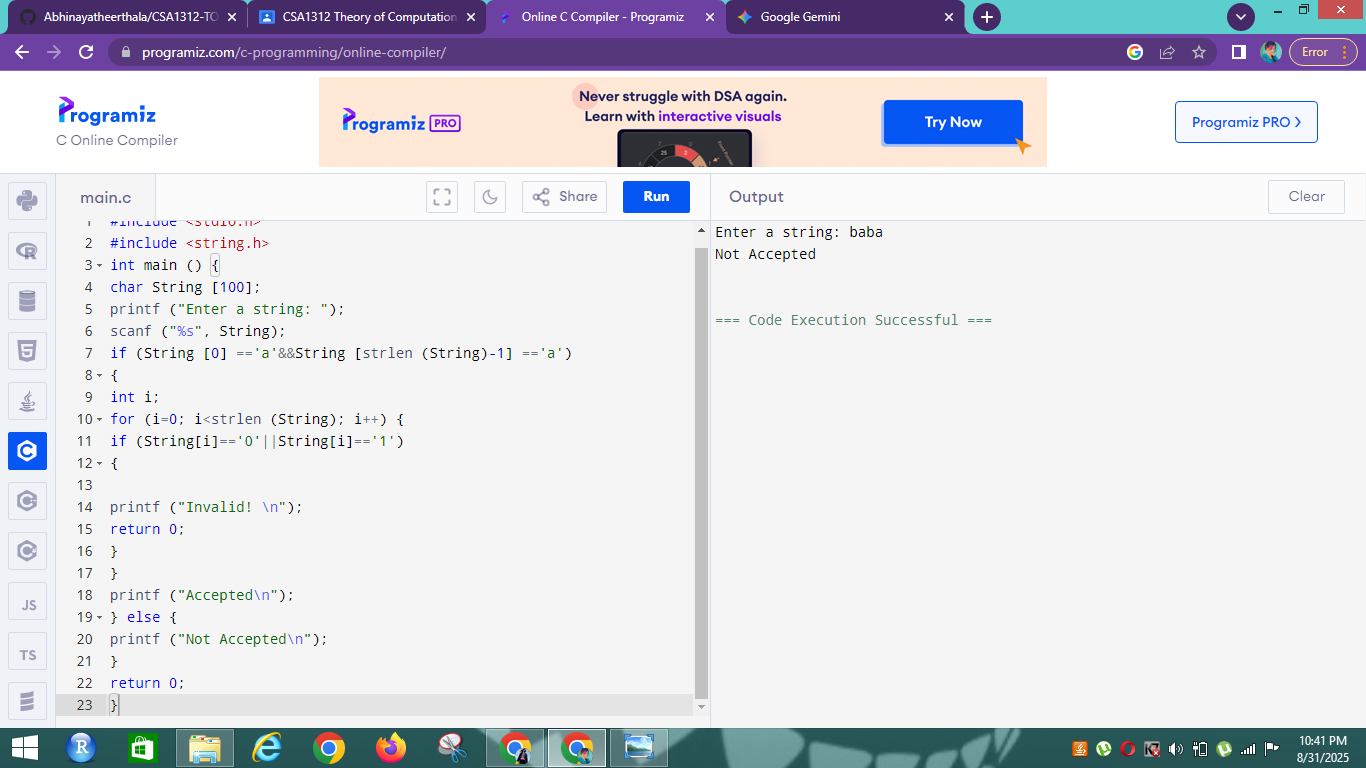 Abhinayatheerthala/CSA1312-TO
CSA1312 Theory of Computation
Online C Compiler - Programiz
Google Gemini
programiz.com/c-programming/online-compiler/
Error
Programiz
C Online Compiler
Programiz PRO
Never struggle with DSA again.
Learn with interactive visuals
Try Now
Programiz PRO
main.c
Share
Run
Output
Clear
1 #include <stdio.h>
2 #include <string.h>
3 int main () {
4 char String [100];
5 printf ("Enter a string: ");
6 scanf ("%s", String);
7 if (String [0] =='a'&&String [strlen (String)-1] =='a')
8 {
9 int i;
10 for (i=0; i<strlen (String); i++) {
11 if (String[i]=='0'||String[i]=='1')
12 {
13
14 printf ("Invalid! \n");
15 return 0;
16 }
17 }
18 printf ("Accepted\n");
19 } else {
20 printf ("Not Accepted\n");
21 }
22 return 0;
23 }
Enter a string: baba
Not Accepted
=== Code Execution Successful ===
JS
TS
10:41 PM
8/31/2025